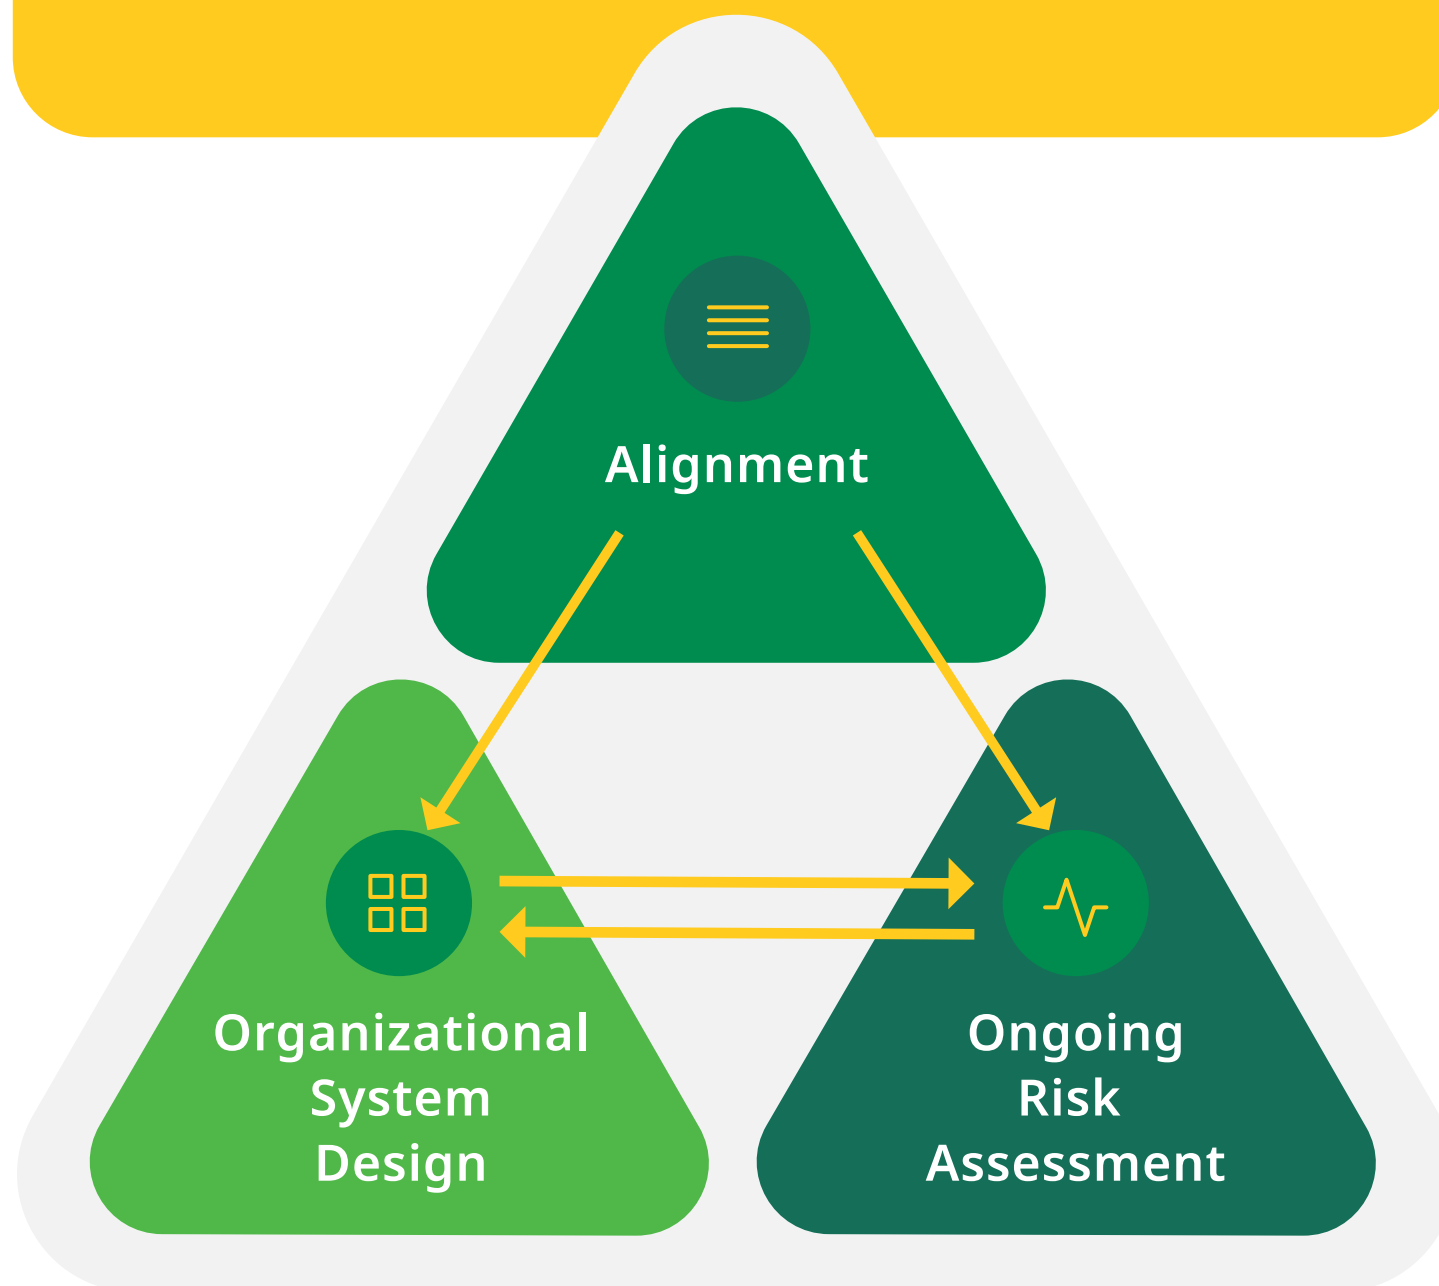 Alignment
Organizational
System
Design
Ongoing
Risk
Assessment